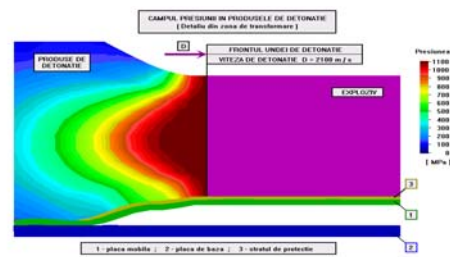 CAMPUL PRESIUNII IN PRODUSELE DE DETONATIE
( Detaliu din zona de transformare )
D
FRONTUL UNDEI DE DETONATIE
VITEZA DE DETONATIE D = 2100 m / s
PRODUSE DE
DETONATIE
EXPLOZIV
Presiunea
1100
1000
900
800
700
600
500
400
300
200
100
0
[ MPa ]
3
1
2
1 - placa mobila ; 2 - placa de baza ; 3 - stratul de protectie